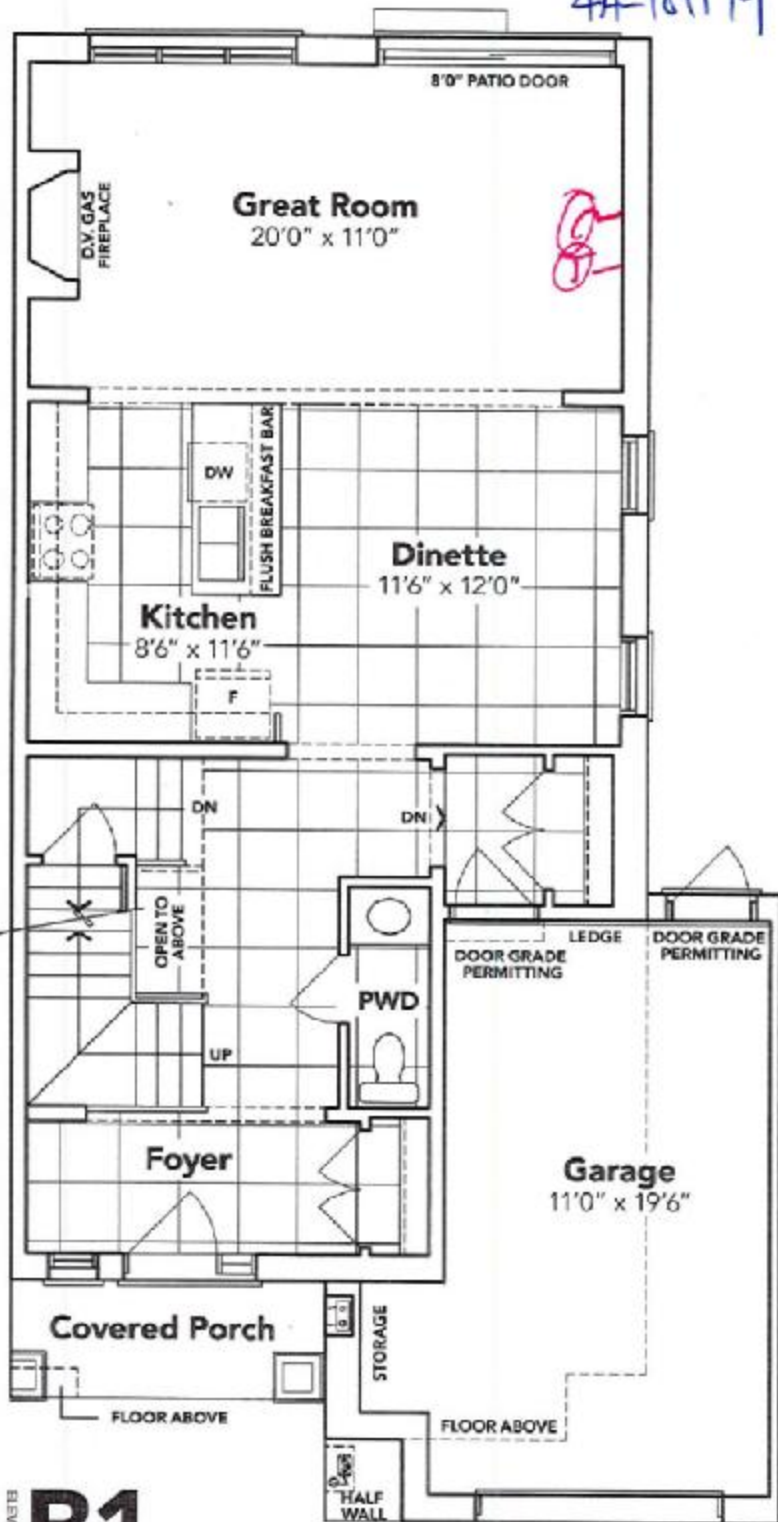 8'0" PATIO DOOR
D.V. GAS
FIREPLACE
Great Room
20'0" x 11'0"
DW
FLUSH BREAKFAST BAR
Dinette
11'6" x 12'0"
Kitchen
8'6" x 11'6"
F
DN
DN
OPEN TO
ABOVE
LEDGE
DOOR GRADE
PERMITTING
DOOR GRADE
PERMITTING
PWD
UP
Foyer
Garage
11'0" x 19'6"
Covered Porch
STORAGE
FLOOR ABOVE
FLOOR ABOVE
HALF
WALL
B1